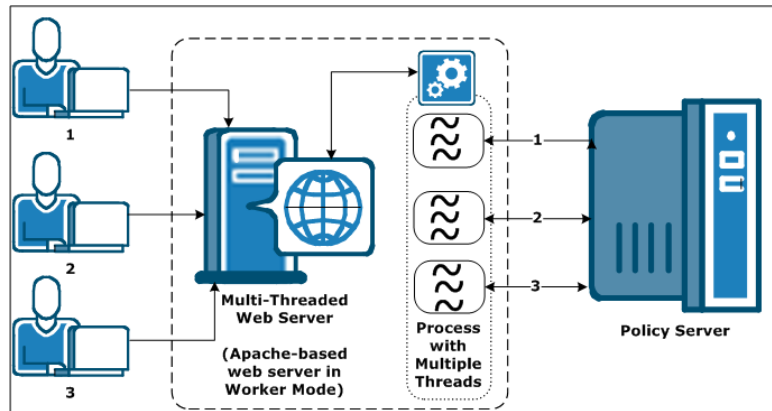 1
2
3
Multi-Threaded
Web Server
(Apache-based
web server in
Worker Mode)
1
2
3
Process
with
Multiple
Threads
Policy Server